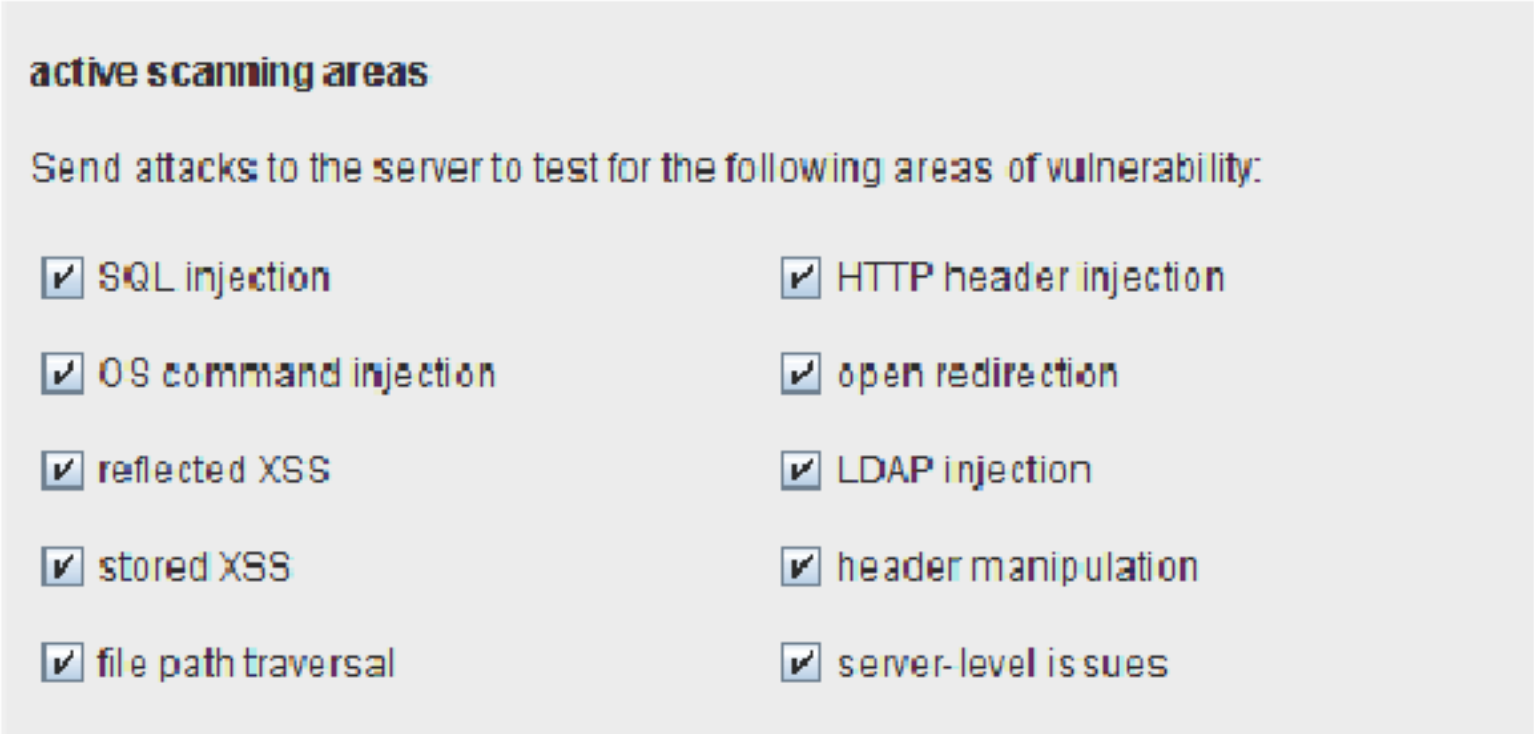 active scanning areas
Send attacks to the server to test for the following areas of vulnerability:
SQL injection
HTTP header injection
OS command injection
open redirection
reflected XSS
LDAP injection
stored XSS
header manipulation
file path traversal
server-level issues